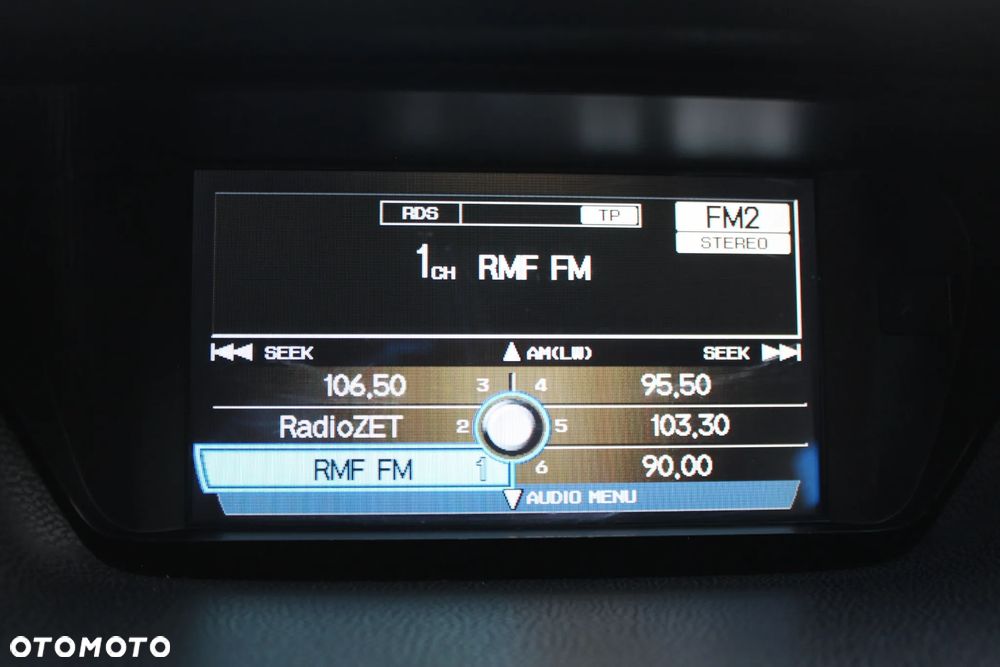 RDS TP FM2
STEREO
1CH RMF FM
SEEK AM(LW) SEEK
106,50 3 4 95,50
RadioZET 2 5 103,30
RMF FM 1 6 90,00
AUDIO MENU
OTOMOTO